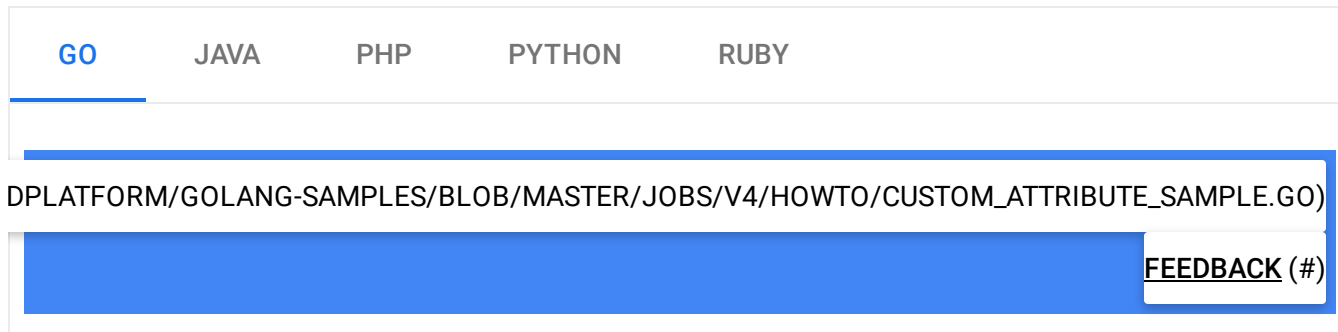 GO JAVA PHP PYTHON RUBY
DPLATFORM/GOLANG-SAMPLES/BLOB/MASTER/JOBS/V4/HOWTO/CUSTOM_ATTRIBUTE_SAMPLE.GO)
FEEDBACK (#)